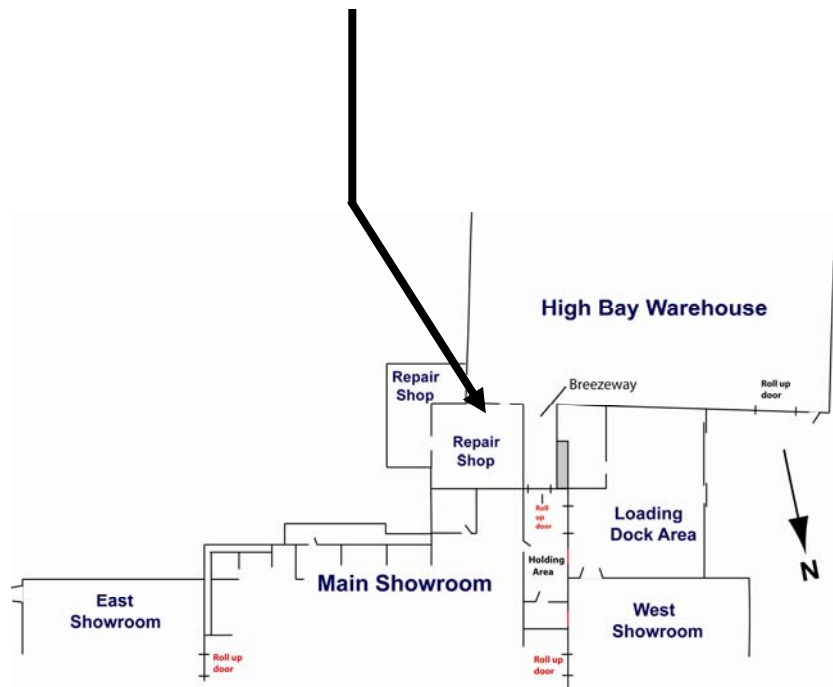 High Bay Warehouse
Repair
Shop
Breezeway
Roll up
door
Repair
Shop
Roll
up
door
Loading
Dock Area
N
Holding
Area
Main Showroom
East
Showroom
West
Showroom
Roll up
door
Roll up
door